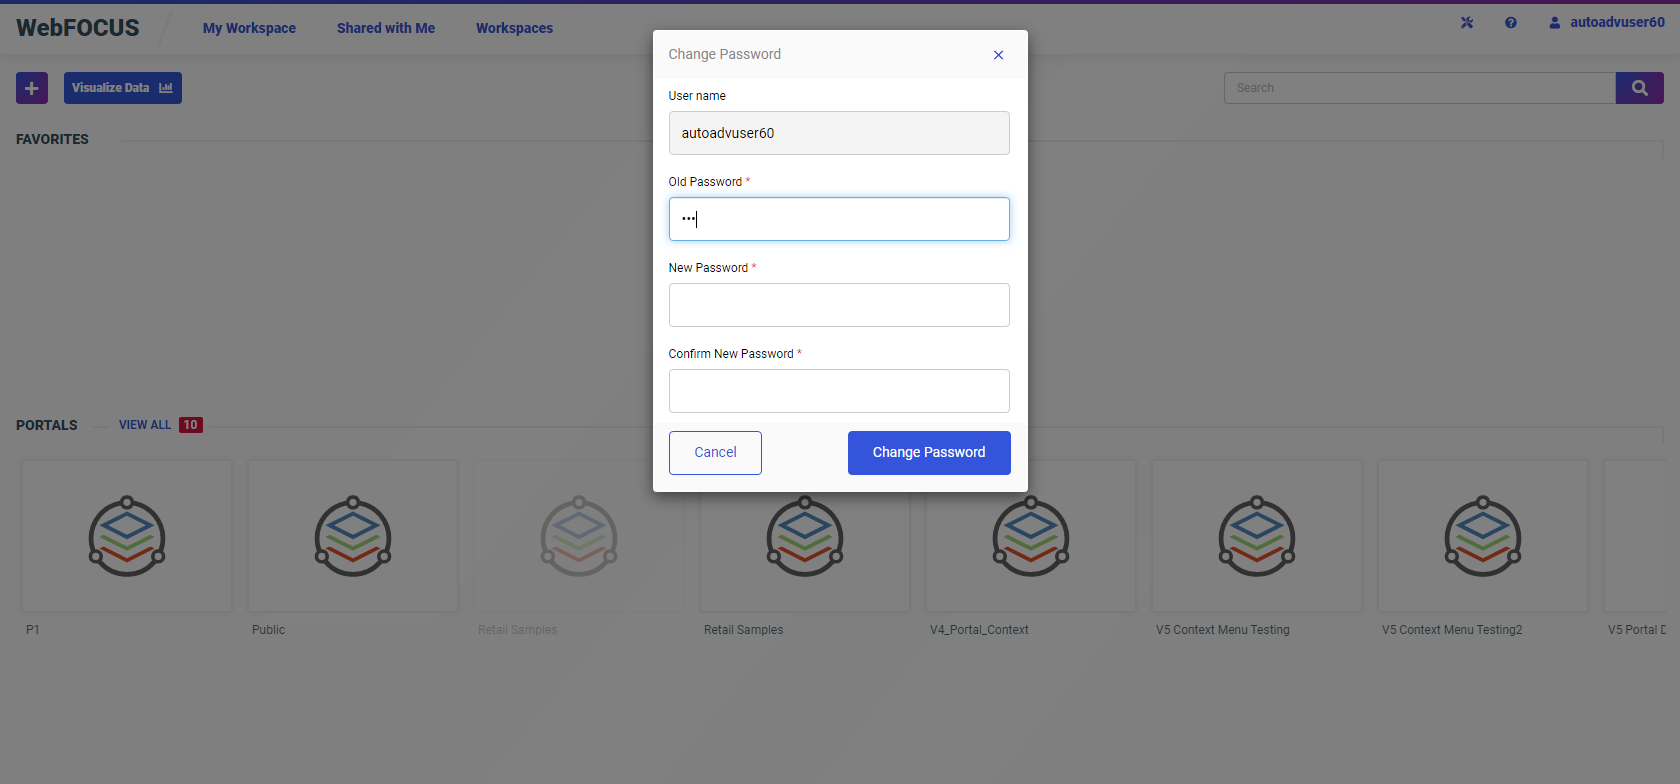 WebFOCUS
My Workspace
Shared with Me
Workspaces
autoadvuser60
Visualize Data
Search
FAVORITES
Change Password
User name
autoadvuser60
Old Password *
•••
New Password *
Confirm New Password *
Cancel
Change Password
PORTALS
VIEW ALL 10
P1
Public
Retail Samples
Retail Samples
V4_Portal_Context
V5 Context Menu Testing
V5 Context Menu Testing2
V5 Portal